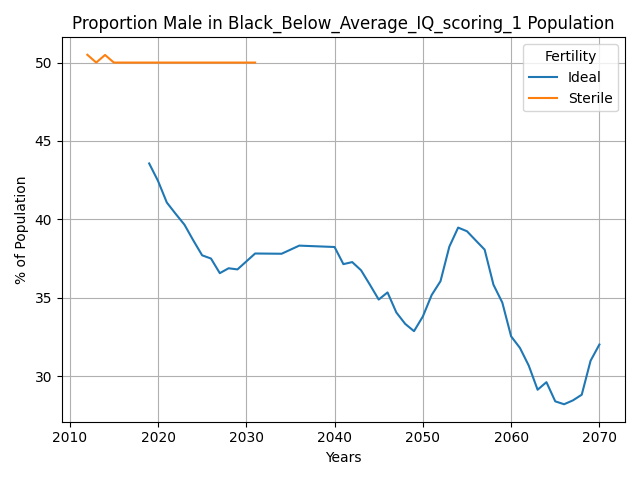 Proportion Male in Black_Below_Average_IQ_scoring_1 Population
Fertility
Ideal
Sterile
% of Population
50
45
40
35
30
2010
2020
2030
2040
2050
2060
2070
Years